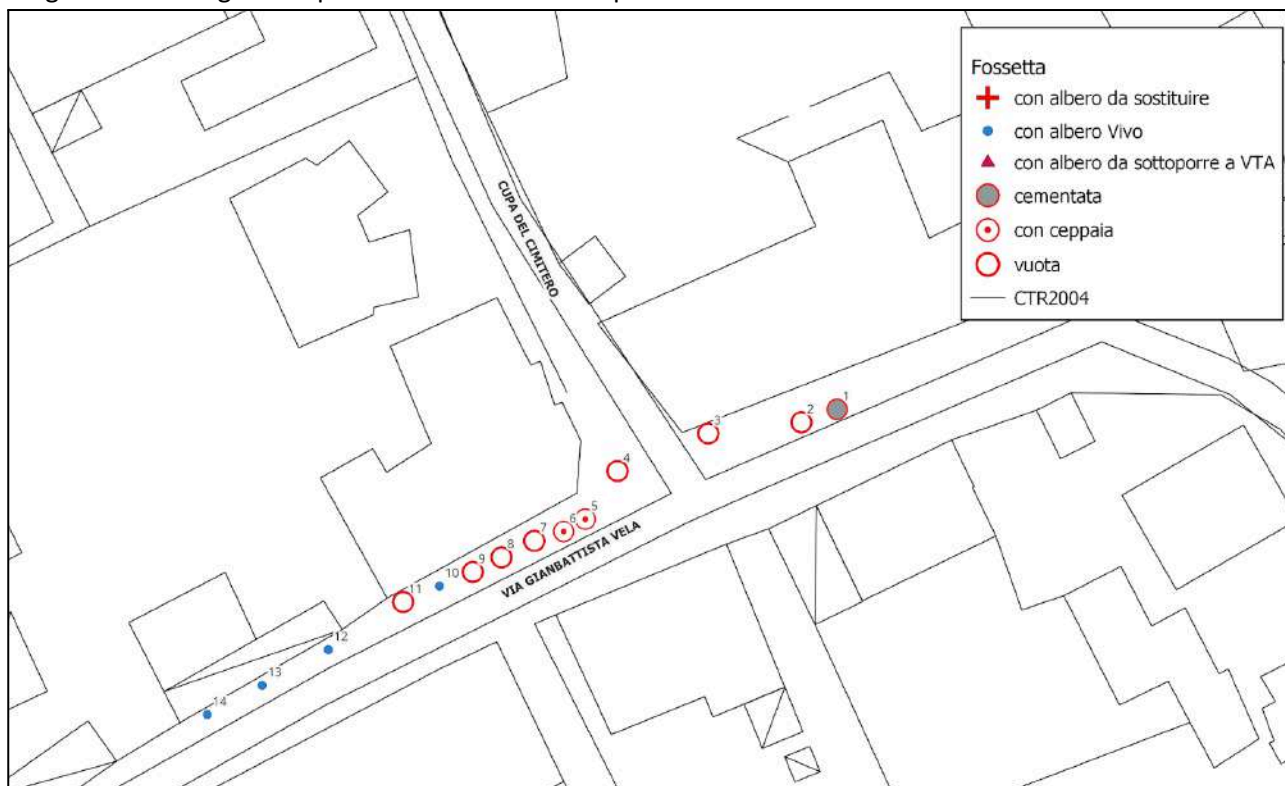 Fossetta
con albero da sostituire
con albero Vivo
con albero da sottoporre a VTA
cementata
con ceppaia
vuota
CTR2004
CUPA DEL CIMITERO
1
2
3
4
5
6
7
8
9
10
11
VIA GIANBATTISTA VELA
12
13
14